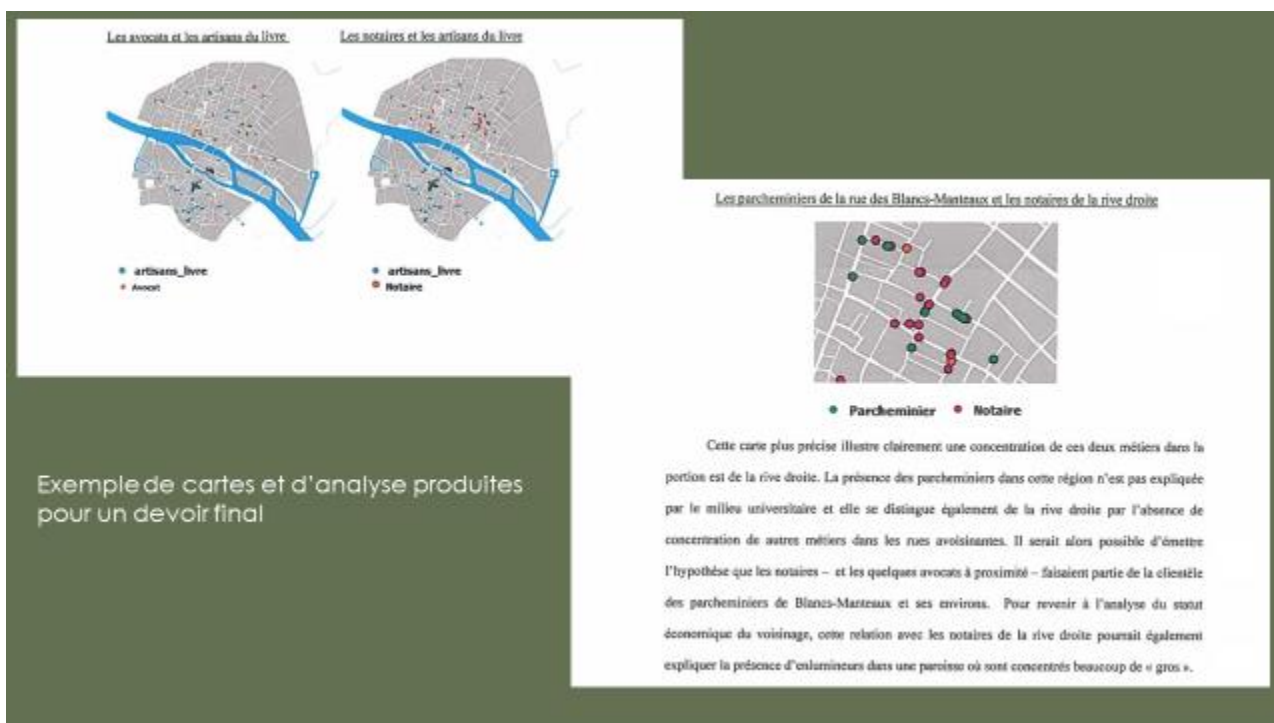 Les avocats et les artisans du livre
Les notaires et les artisans du livre
artisans_livre
Avocat
artisans_livre
Notaire
Les parcheminiers de la rue des Blancs-Manteaux et les notaires de la rive droite
Parcheminier Notaire
Cette carte plus précise illustre clairement une concentration de ces deux métiers dans la
portion est de la rive droite. La présence des parcheminiers dans cette région n'est pas expliquée
par le milieu universitaire et elle se distingue également de la rive droite par l'absence de
concentration de autres métiers dans les rues avoisinantes. Il serait alors possible d'émettre
l'hypothèse que les notaires – et les quelques avocats à proximité – faisaient partie de la clientèle
des parcheminiers de Blancs-Manteaux et ses environs. Pour revenir à l'analyse du statut
économique du voisinage, cette relation avec les notaires de la rive droite pourrait également
expliquer la présence d'enlumineurs dans une paroisse où sont concentrés beaucoup de « gros ».
Exemple de cartes et d'analyse produites
pour un devoir final